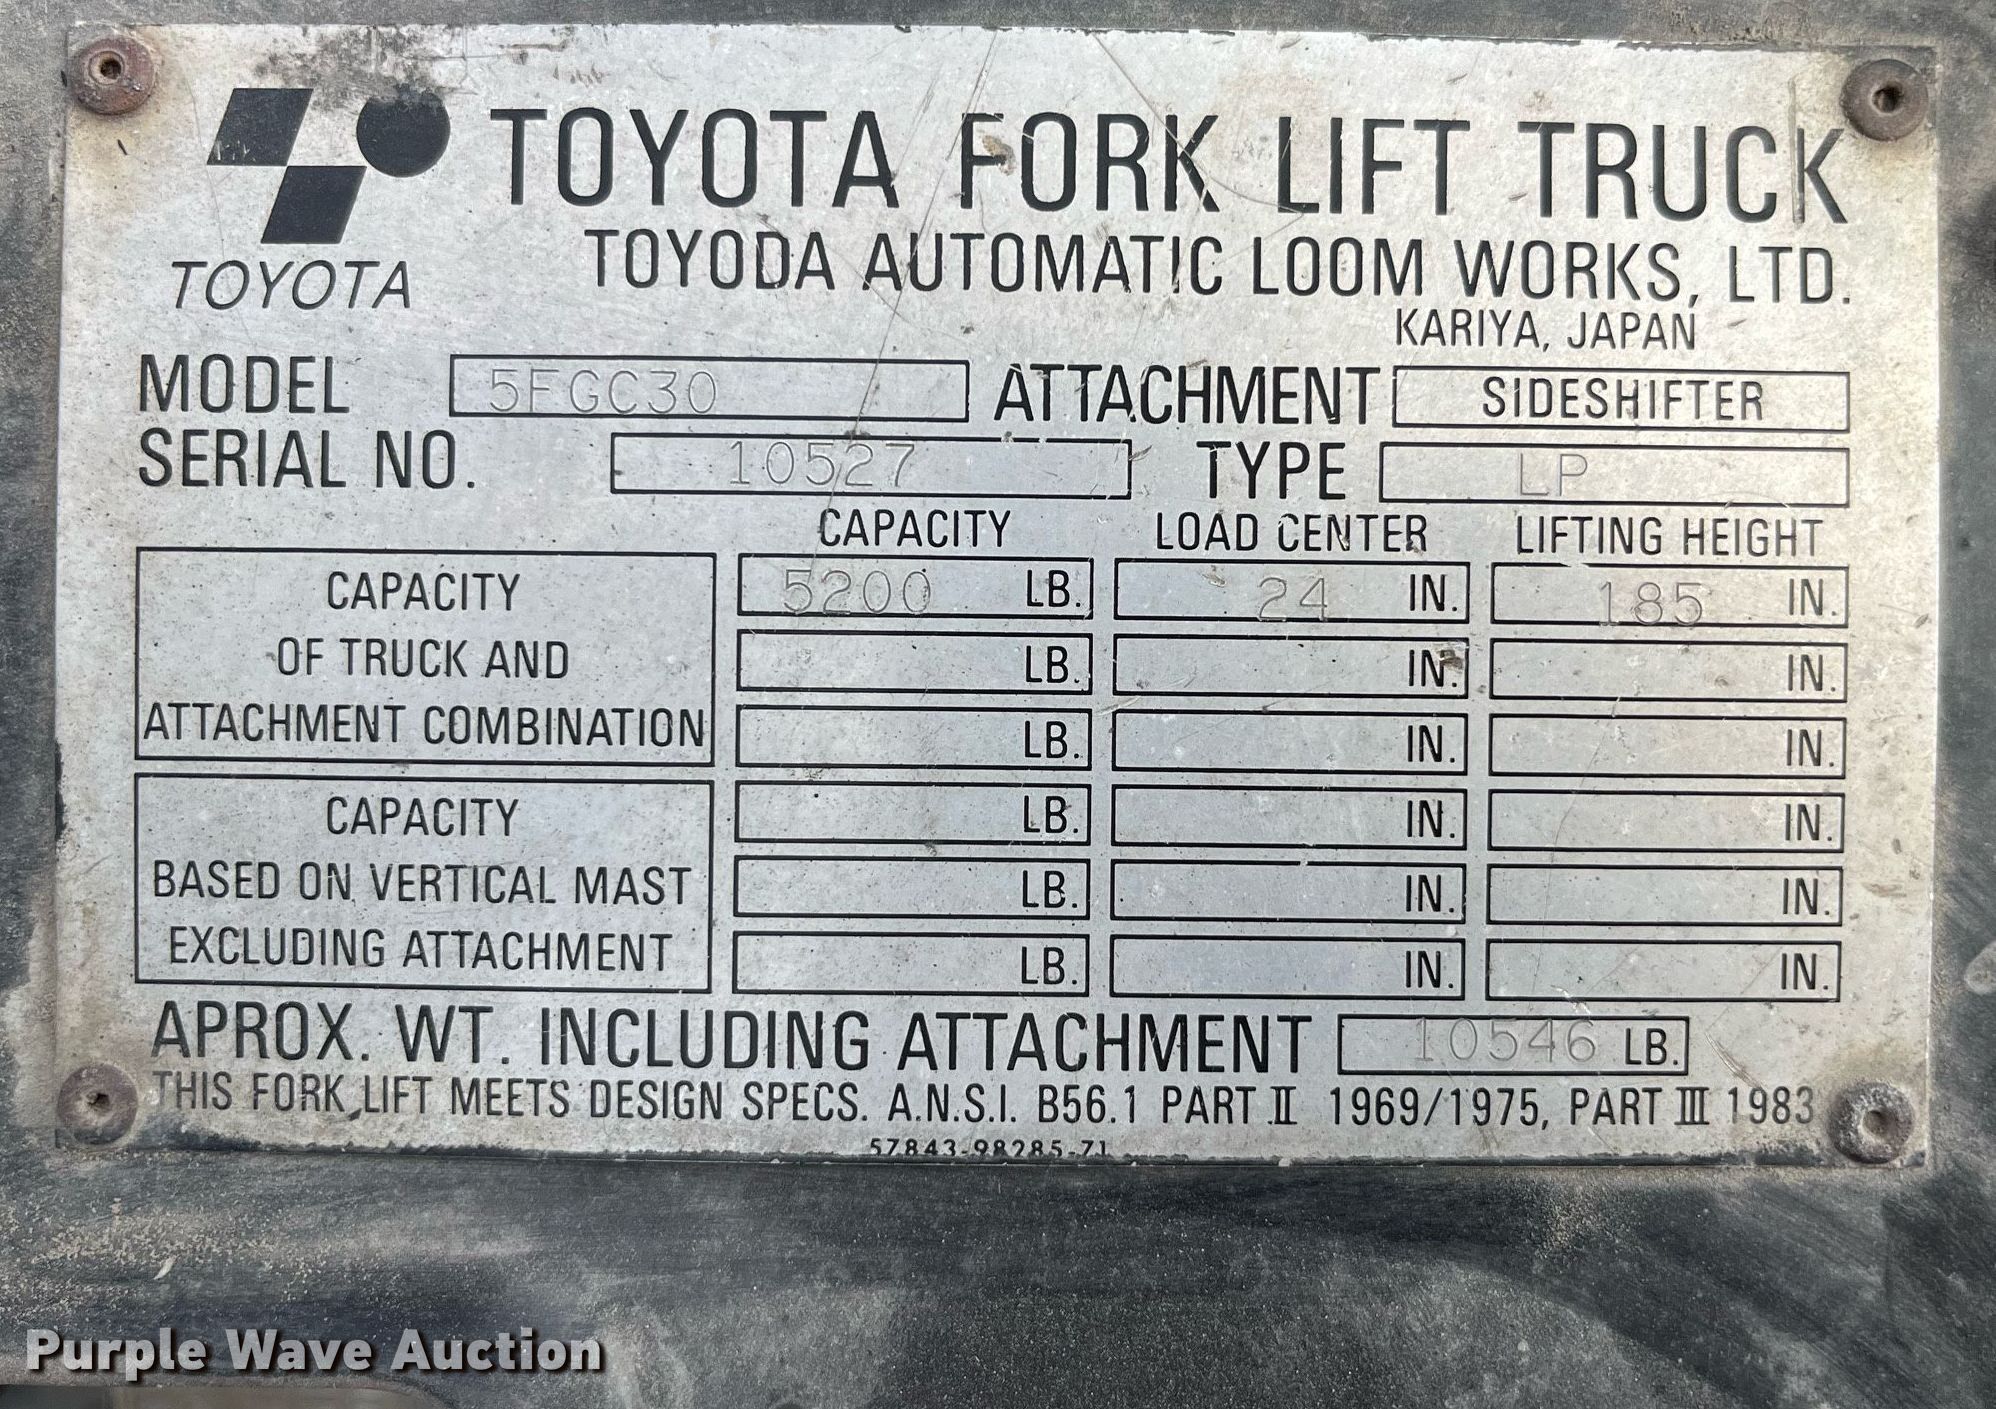 TOYOTA FORK LIFT TRUCK
TOYOTA
TOYODA AUTOMATIC LOOM WORKS, LTD.
KARIYA, JAPAN
MODEL 5FGC30 ATTACHMENT SIDESHIFTER
SERIAL NO. 10527 TYPE LP
CAPACITY LOAD CENTER LIFTING HEIGHT
CAPACITY
OF TRUCK AND
ATTACHMENT COMBINATION
5200 LB. 24 IN. 185 IN.
LB. IN. IN.
LB. IN. IN.
CAPACITY
BASED ON VERTICAL MAST
EXCLUDING ATTACHMENT
LB. IN. IN.
LB. IN. IN.
LB. IN. IN.
APROX. WT. INCLUDING ATTACHMENT 10546 LB.
THIS FORK LIFT MEETS DESIGN SPECS. A.N.S.I. B56.1 PART II 1969/1975, PART III 1983
57843-98285-71
Purple Wave Auction